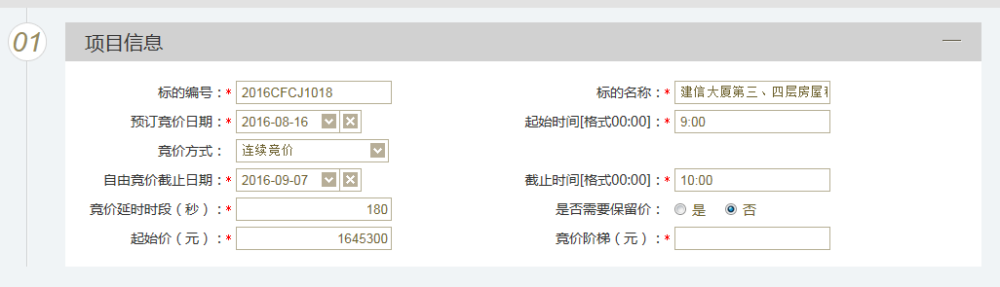 01
项目信息
标的编号：* 2016CFCJ1018 标的名称：* 建信大厦第三、四层房屋
预订竞价日期：* 2016-08-16 起始时间[格式00:00]：* 9:00
竞价方式： 连续竞价
自由竞价截止日期：* 2016-09-07 截止时间[格式00:00]：* 10:00
竞价延时时段（秒）：* 180 是否需要保留价： 是 否
起始价（元）：* 1645300 竞价阶梯（元）：*